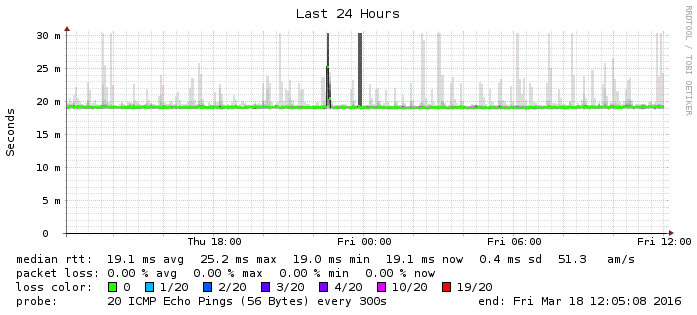 Last 24 Hours
RRDTOOL / TOBI OETIKER
Seconds
30 m
25 m
20 m
15 m
10 m
5 m
0
Thu 18:00 Fri 00:00 Fri 06:00 Fri 12:00
median rtt: 19.1 ms avg 25.2 ms max 19.0 ms min 19.1 ms now 0.4 ms sd 51.3 am/s
packet loss: 0.00 % avg 0.00 % max 0.00 % min 0.00 % now
loss color: 0 1/20 2/20 3/20 4/20 10/20 19/20
probe: 20 ICMP Echo Pings (56 Bytes) every 300s end: Fri Mar 18 12:05:08 2016